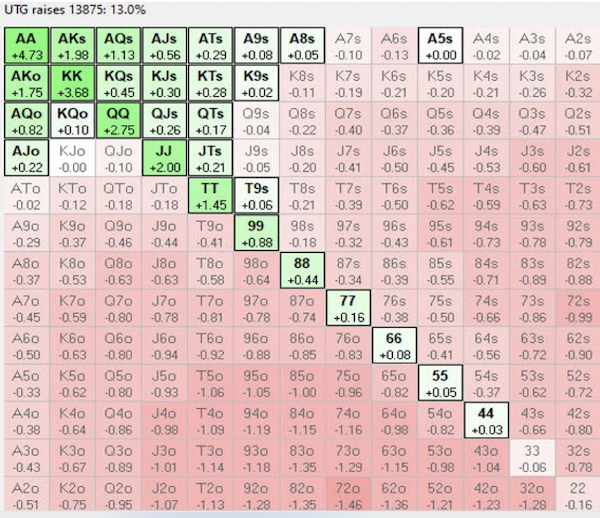 UTG raises 13875: 13.0%
AA AKs AQs AJs ATs A9s A8s A7s A6s A5s A4s A3s A2s
+4.73 +1.98 +1.13 +0.56 +0.29 +0.08 +0.05 -0.10 -0.13 +0.00 -0.02 -0.04 -0.07
AKo KK KQs KJs KTs K9s K8s K7s K6s K5s K4s K3s K2s
+1.75 +3.68 +0.45 +0.30 +0.28 +0.02 -0.11 -0.19 -0.21 -0.20 -0.21 -0.26 -0.32
AQo KQo QQ QJs QTs Q9s Q8s Q7s Q6s Q5s Q4s Q3s Q2s
+0.82 +0.10 +2.75 +0.26 +0.17 -0.04 -0.22 -0.40 -0.37 -0.36 -0.39 -0.47 -0.51
AJo KJo QJo JJ JTs J9s J8s J7s J6s J5s J4s J3s J2s
+0.22 -0.00 -0.10 +2.00 +0.21 -0.05 -0.20 -0.41 -0.50 -0.45 -0.53 -0.60 -0.61
ATo KTo QTo JTo TT T9s T8s T7s T6s T5s T4s T3s T2s
-0.02 -0.12 -0.18 -0.18 +1.45 +0.06 -0.21 -0.39 -0.50 -0.62 -0.59 -0.63 -0.73
A9o K9o Q9o J9o T9o 99 98s 97s 96s 95s 94s 93s 92s
-0.29 -0.37 -0.46 -0.44 -0.41 +0.88 -0.18 -0.32 -0.43 -0.61 -0.73 -0.78 -0.79
A8o K8o Q8o J8o T8o 98o 88 87s 86s 85s 84s 83s 82s
-0.37 -0.53 -0.63 -0.63 -0.58 -0.64 +0.44 -0.34 -0.39 -0.55 -0.71 -0.89 -0.88
A7o K7o Q7o J7o T7o 97o 87o 77 76s 75s 74s 73s 72s
-0.45 -0.59 -0.80 -0.78 -0.81 -0.78 -0.74 +0.16 -0.38 -0.50 -0.66 -0.86 -0.99
A6o K6o Q6o J6o T6o 96o 86o 76o 66 65s 64s 63s 62s
-0.50 -0.63 -0.80 -0.94 -0.92 -0.88 -0.85 -0.83 +0.08 -0.41 -0.56 -0.72 -0.90
A5o K5o Q5o J5o T5o 95o 85o 75o 65o 55 54s 53s 52s
-0.33 -0.62 -0.80 -0.93 -1.06 -1.05 -1.00 -0.96 -0.82 +0.05 -0.37 -0.62 -0.72
A4o K4o Q4o J4o T4o 94o 84o 74o 64o 54o 44 43s 42s
-0.38 -0.64 -0.86 -0.98 -1.09 -1.19 -1.15 -1.16 -0.98 -0.82 +0.03 -0.66 -0.80
A3o K3o Q3o J3o T3o 93o 83o 73o 63o 53o 43o 33 32s
-0.43 -0.67 -0.89 -1.01 -1.14 -1.18 -1.35 -1.29 -1.15 -0.98 -1.04 -0.06 -0.78
A2o K2o Q2o J2o T2o 92o 82o 72o 62o 52o 42o 32o 22
-0.51 -0.75 -0.95 -1.07 -1.13 -1.28 -1.35 -1.46 -1.36 -1.21 -1.23 -1.28 -0.16